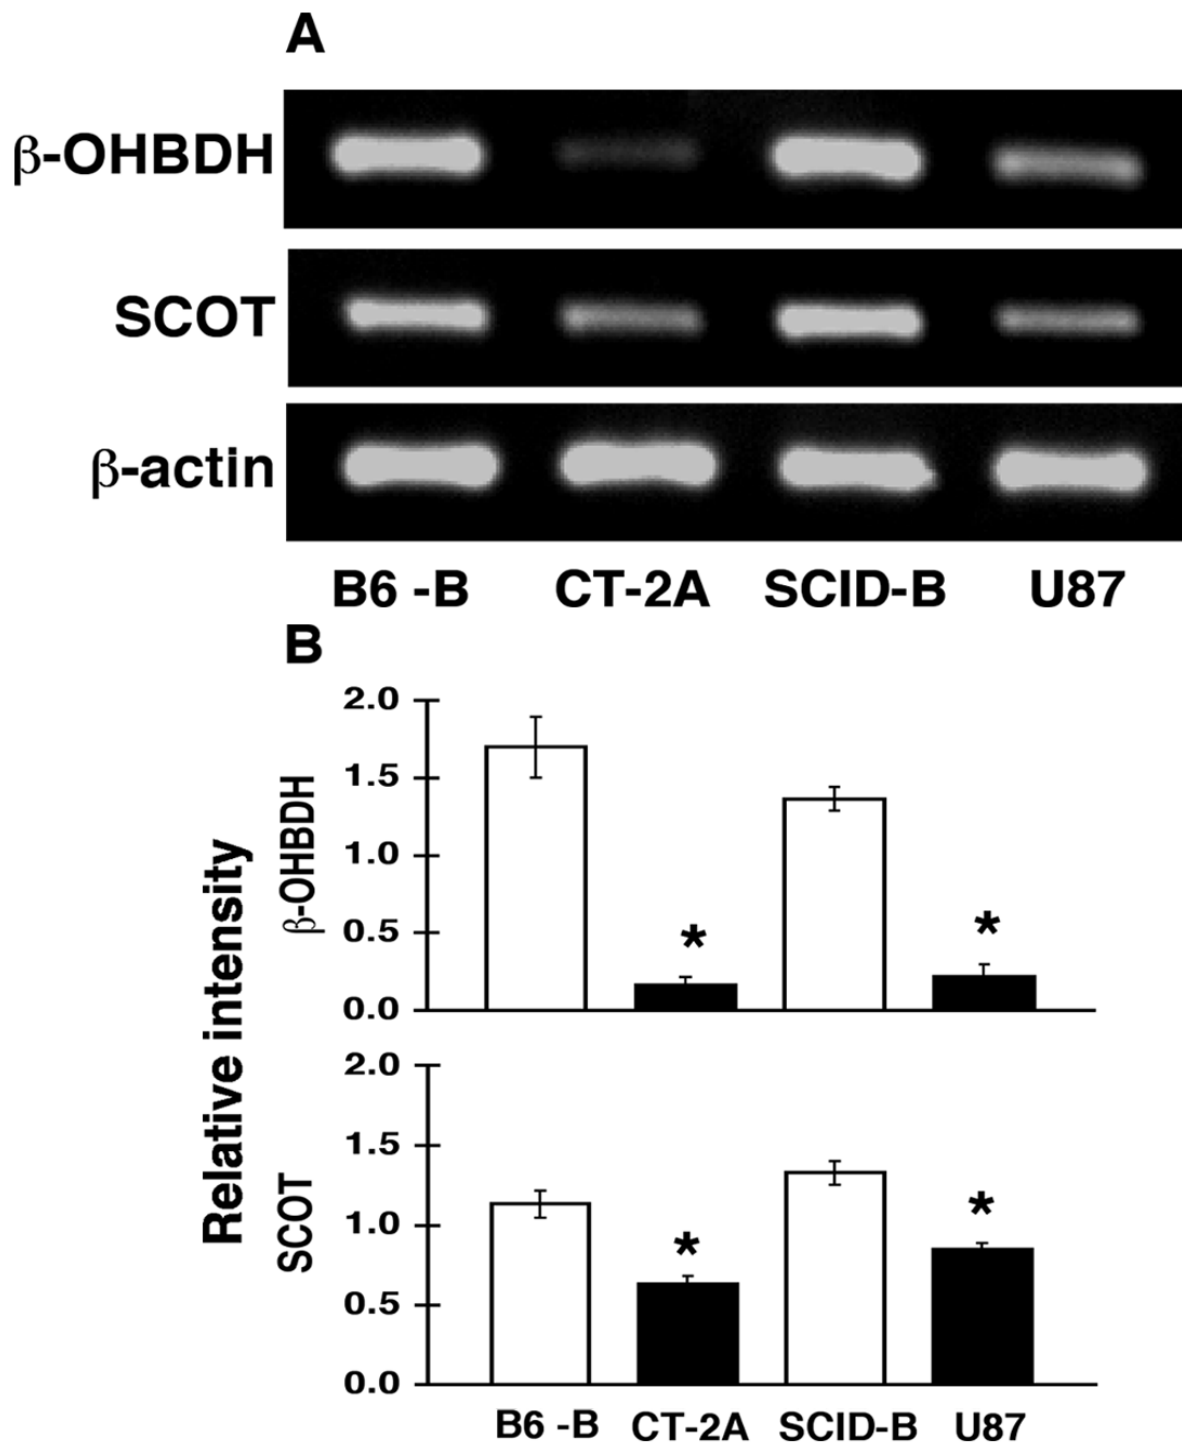 A
β-OHBDH
SCOT
β-actin
B6 -B CT-2A SCID-B U87
B
Relative intensity
β-OHBDH
2.0
1.5
1.0
0.5
0.0
* *
SCOT
2.0
1.5
1.0
0.5
0.0
* *
B6 -B CT-2A SCID-B U87